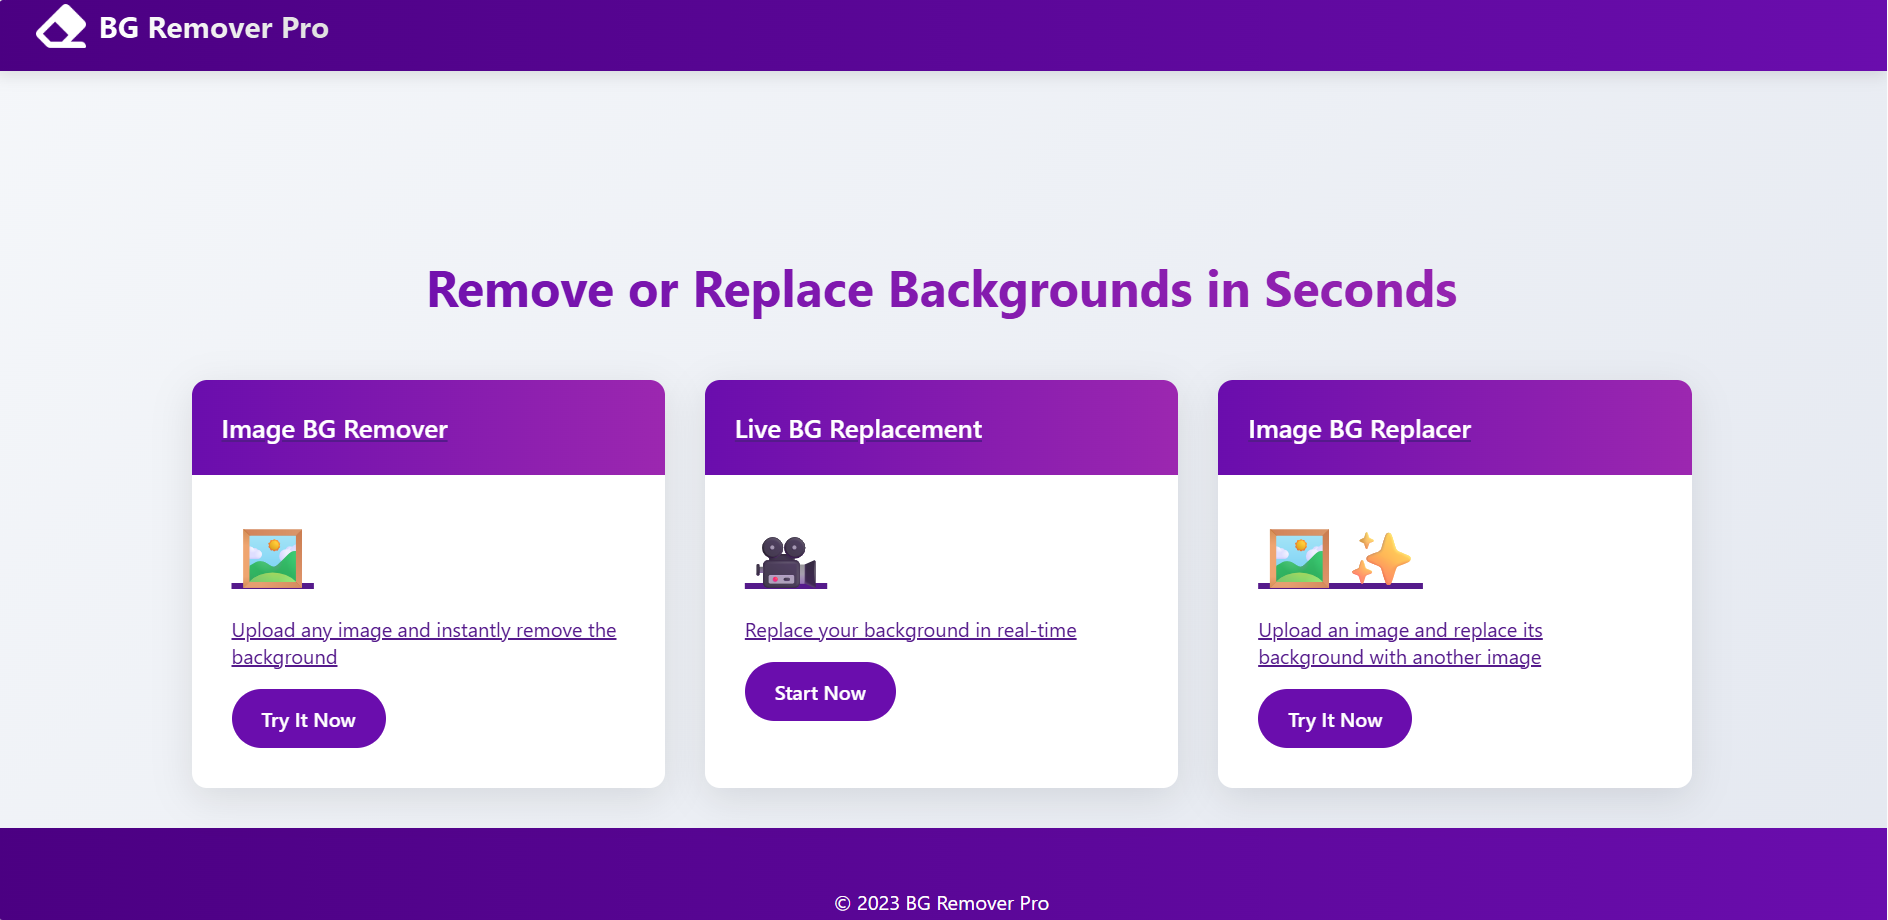 BG Remover Pro
Remove or Replace Backgrounds in Seconds
Image BG Remover
Upload any image and instantly remove the
background
Try It Now
Live BG Replacement
Replace your background in real-time
Start Now
Image BG Replacer
Upload an image and replace its
background with another image
Try It Now
© 2023 BG Remover Pro